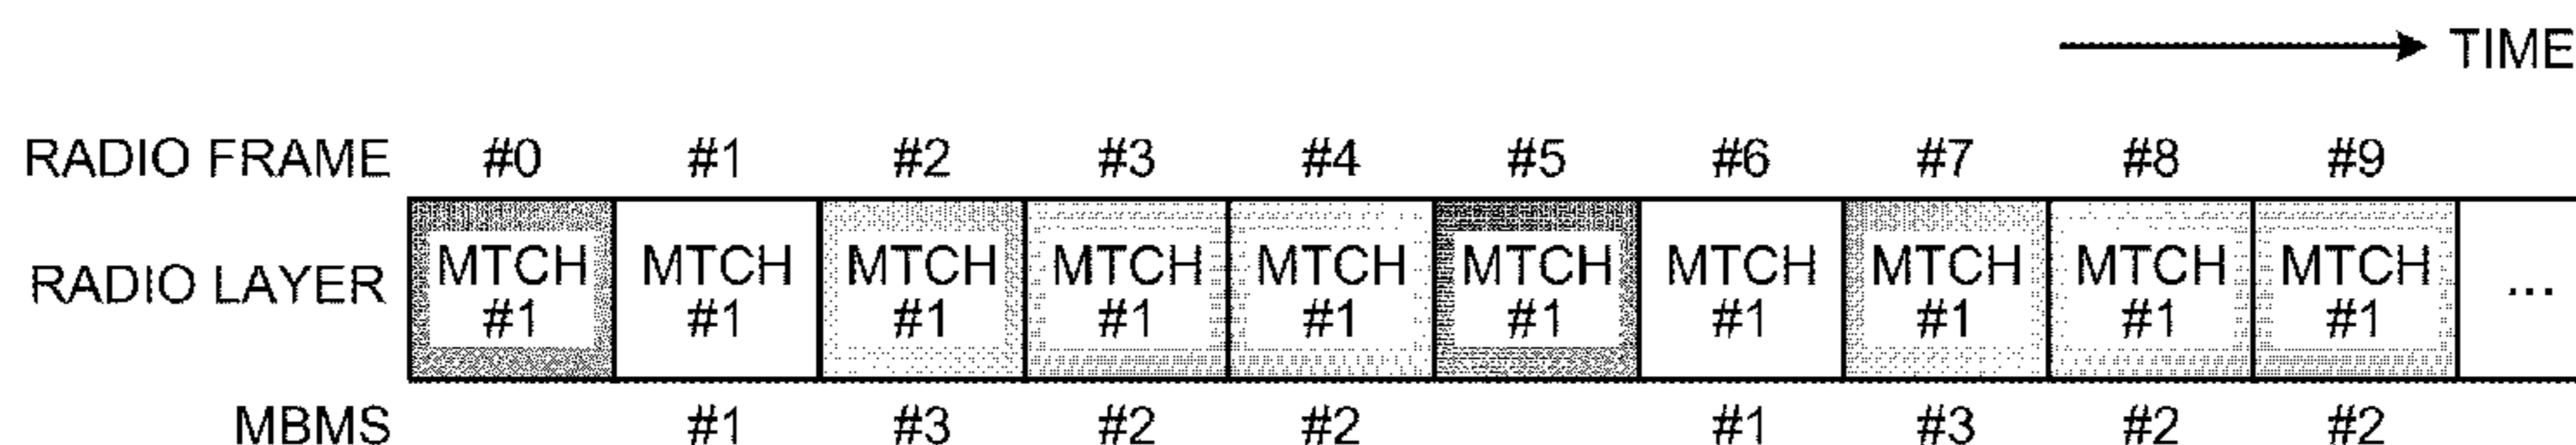 TIME
RADIO FRAME #0 #1 #2 #3 #4 #5 #6 #7 #8 #9
RADIO LAYER MTCH MTCH MTCH MTCH MTCH MTCH MTCH MTCH MTCH MTCH ...
#1 #1 #1 #1 #1 #1 #1 #1 #1 #1
MBMS #1 #3 #2 #2 #1 #3 #2 #2